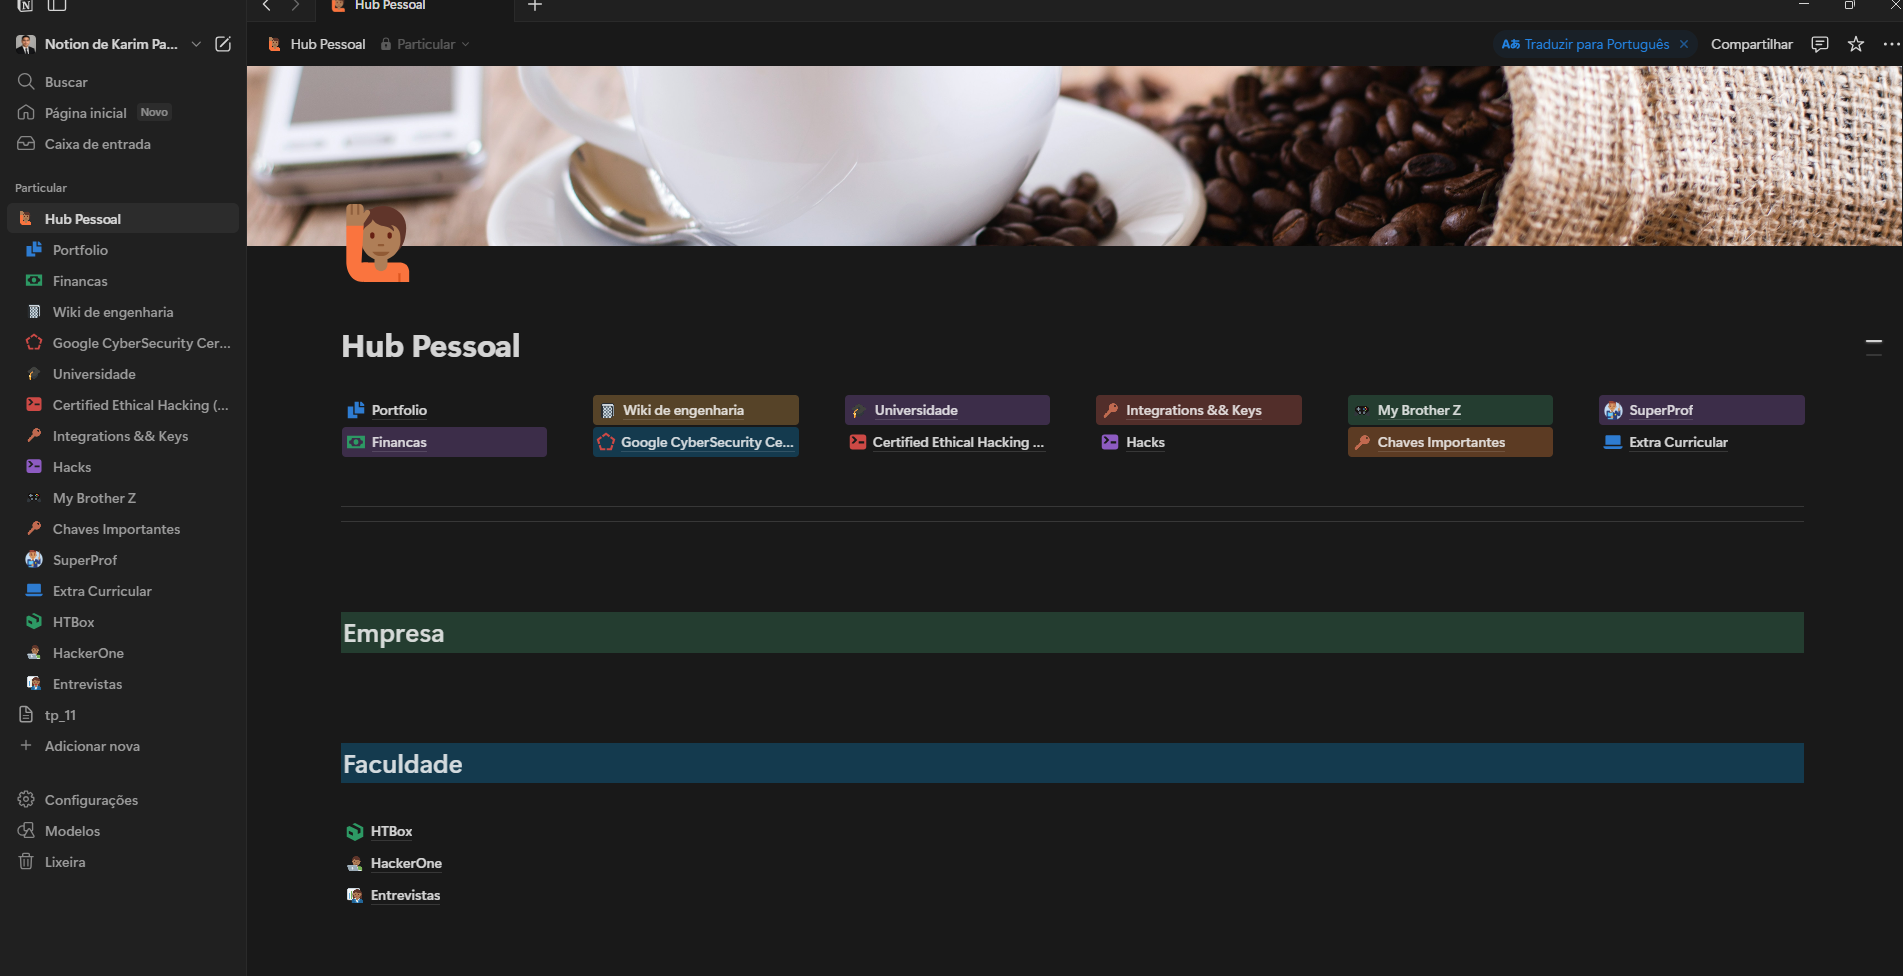 Hub Pessoal
Notion de Karim Pa...
Buscar
Página inicial Novo
Caixa de entrada
Particular
Hub Pessoal
Portfolio
Financas
Wiki de engenharia
Google CyberSecurity Cer...
Universidade
Certified Ethical Hacking (...
Integrations && Keys
Hacks
My Brother Z
Chaves Importantes
SuperProf
Extra Curricular
HTBox
HackerOne
Entrevistas
tp_11
Adicionar nova
Configurações
Modelos
Lixeira
Hub Pessoal Particular
Aあ Traduzir para Português Compartilhar
Hub Pessoal
Portfolio Wiki de engenharia Universidade Integrations && Keys My Brother Z SuperProf
Financas Google CyberSecurity Ce... Certified Ethical Hacking ... Hacks Chaves Importantes Extra Curricular
Empresa
Faculdade
HTBox
HackerOne
Entrevistas